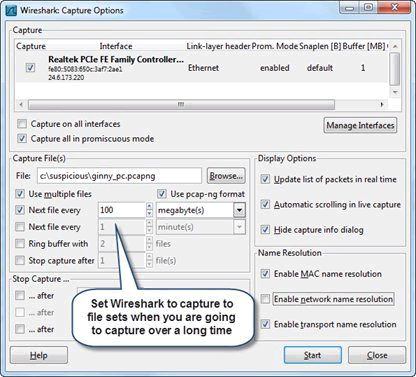 Wireshark: Capture Options
Capture
Capture Interface Link-layer header Prom. Mode Snaplen [B] Buffer [MB]
Realtek PCIe FE Family Controller...
fe80:5083:650c:3af7:2ae1
24.6.173.220
Ethernet enabled default 1
Capture on all interfaces
Capture all in promiscuous mode
Manage Interfaces
Capture File(s)
File: c:\suspicious\ginny_pc.pcapng Browse...
Use multiple files Use pcap-ng format
Next file every 100 megabyte(s)
Next file every 1 minute(s)
Ring buffer with 2 files
Stop capture after 1 file(s)
Stop Capture ...
... after
... after
... after
Set Wireshark to capture to
file sets when you are going
to capture over a long time
Display Options
Update list of packets in real time
Automatic scrolling in live capture
Hide capture info dialog
Name Resolution
Enable MAC name resolution
Enable network name resolution
Enable transport name resolution
Help Start Close